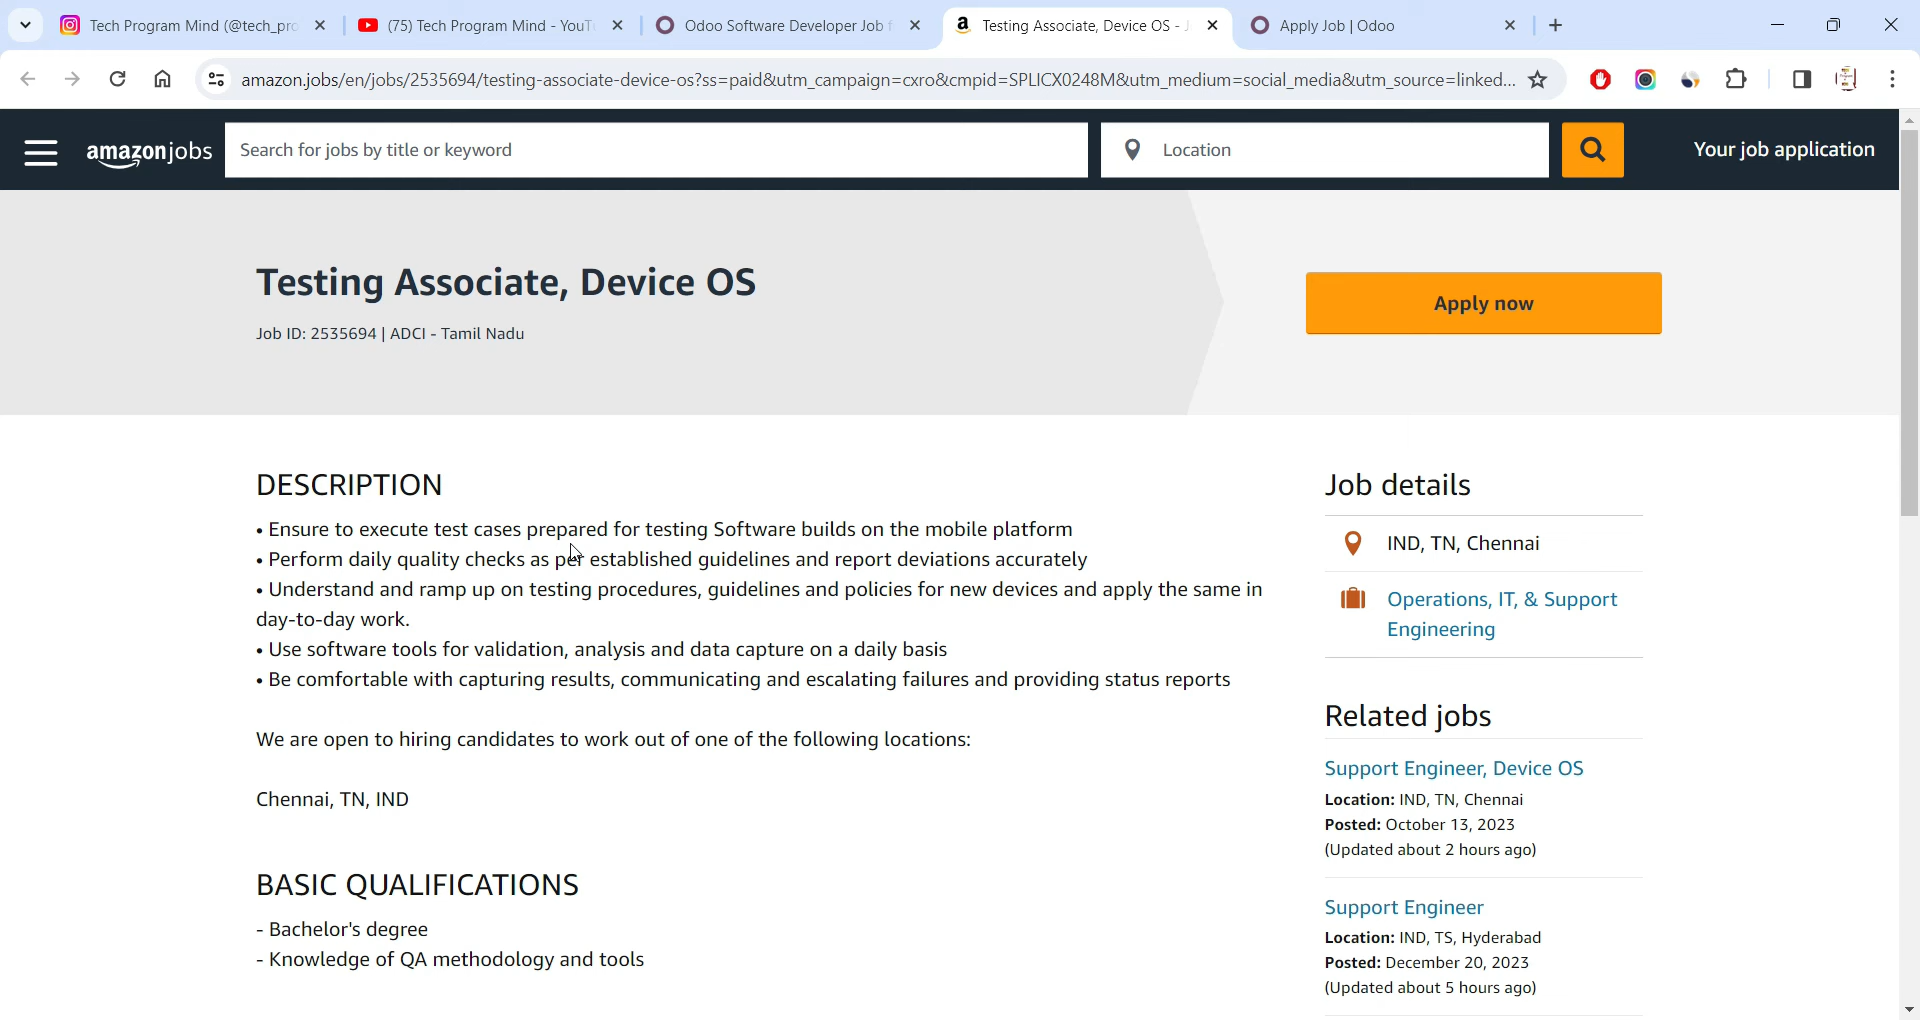 Tech Program Mind (@tech_pro
(75) Tech Program Mind - YouT
Odoo Software Developer Job f
Testing Associate, Device OS - J
Apply Job | Odoo
amazon.jobs/en/jobs/2535694/testing-associate-device-os?ss=paid&utm_campaign=cxro&cmpid=SPLICX0248M&utm_medium=social_media&utm_source=linked...
amazonjobs
Search for jobs by title or keyword
Location
Your job application
Testing Associate, Device OS
Job ID: 2535694 | ADCI - Tamil Nadu
Apply now
DESCRIPTION
• Ensure to execute test cases prepared for testing Software builds on the mobile platform
• Perform daily quality checks as per established guidelines and report deviations accurately
• Understand and ramp up on testing procedures, guidelines and policies for new devices and apply the same in
day-to-day work.
• Use software tools for validation, analysis and data capture on a daily basis
• Be comfortable with capturing results, communicating and escalating failures and providing status reports
We are open to hiring candidates to work out of one of the following locations:
Chennai, TN, IND
BASIC QUALIFICATIONS
- Bachelor's degree
- Knowledge of QA methodology and tools
Job details
IND, TN, Chennai
Operations, IT, & Support
Engineering
Related jobs
Support Engineer, Device OS
Location: IND, TN, Chennai
Posted: October 13, 2023
(Updated about 2 hours ago)
Support Engineer
Location: IND, TS, Hyderabad
Posted: December 20, 2023
(Updated about 5 hours ago)